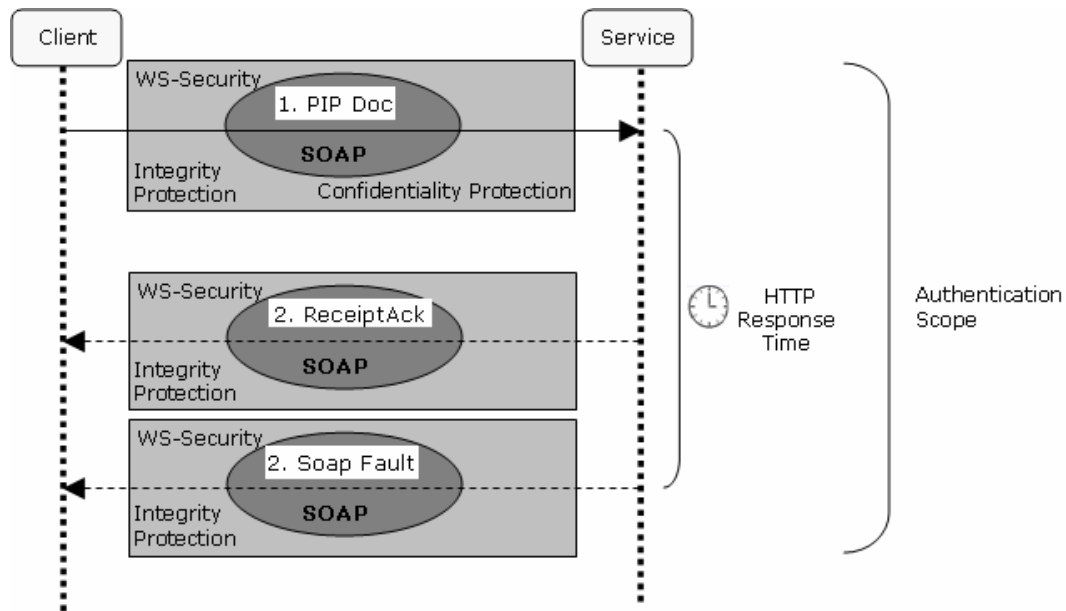 Client
Service
WS-Security
1. PIP Doc
SOAP
Integrity
Protection
Confidentiality Protection
WS-Security
2. ReceiptAck
SOAP
Integrity
Protection
HTTP
Response
Time
Authentication
Scope
WS-Security
2. Soap Fault
SOAP
Integrity
Protection